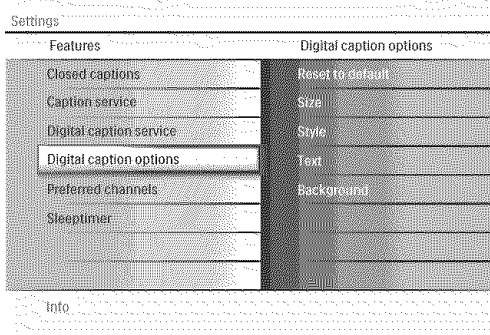 Settings
Features
Digital caption options
Closed captions
Reset to default
Caption service
Size
Digital caption service
Style
Digital caption options
Text
Preferred channels
Background
Sleeptimer
Info